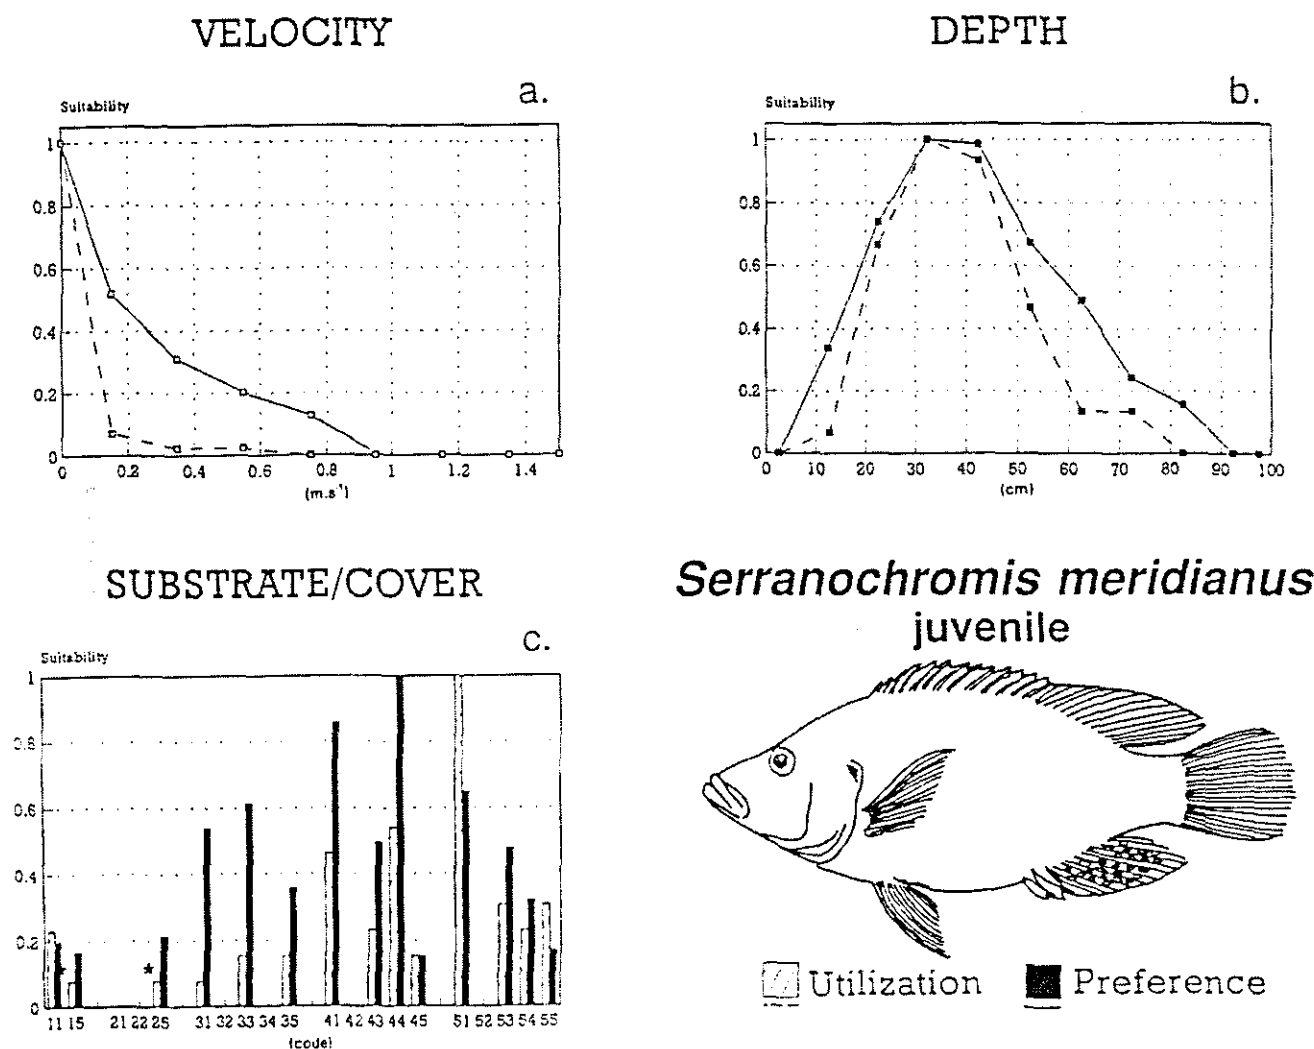 VELOCITY
DEPTH
a.
Suitability
1
0.8
0.6
0.4
0.2
0
0 0.2 0.4 0.6 0.8 1 1.2 1.4
(m.s⁻¹)
b.
Suitability
1
0.8
0.6
0.4
0.2
0
0 10 20 30 40 50 60 70 80 90 100
(cm)
SUBSTRATE/COVER
c.
Suitability
1
0.8
0.6
0.4
0.2
0
* *
11 15 21 22 25 31 32 33 34 35 41 42 43 44 45 51 52 53 54 55
(code)
Serranochromis meridianus
juvenile
Utilization Preference